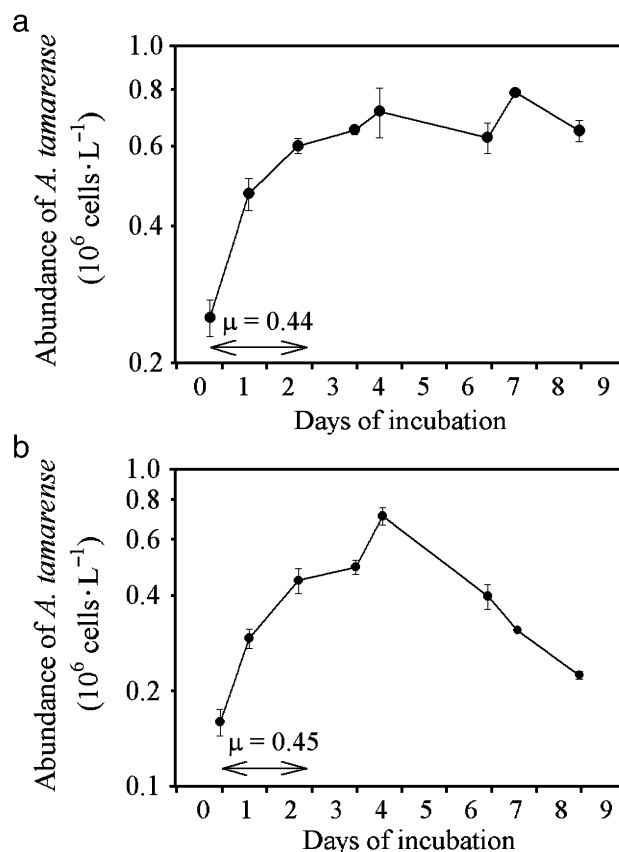 a
Abundance of A. tamarense
(10⁶ cells·L⁻¹)
1.0
0.8
0.6
0.4
0.2
μ = 0.44
0 1 2 3 4 5 6 7 8 9
Days of incubation
b
Abundance of A. tamarense
(10⁶ cells·L⁻¹)
1.0
0.8
0.6
0.4
0.2
0.1
μ = 0.45
0 1 2 3 4 5 6 7 8 9
Days of incubation